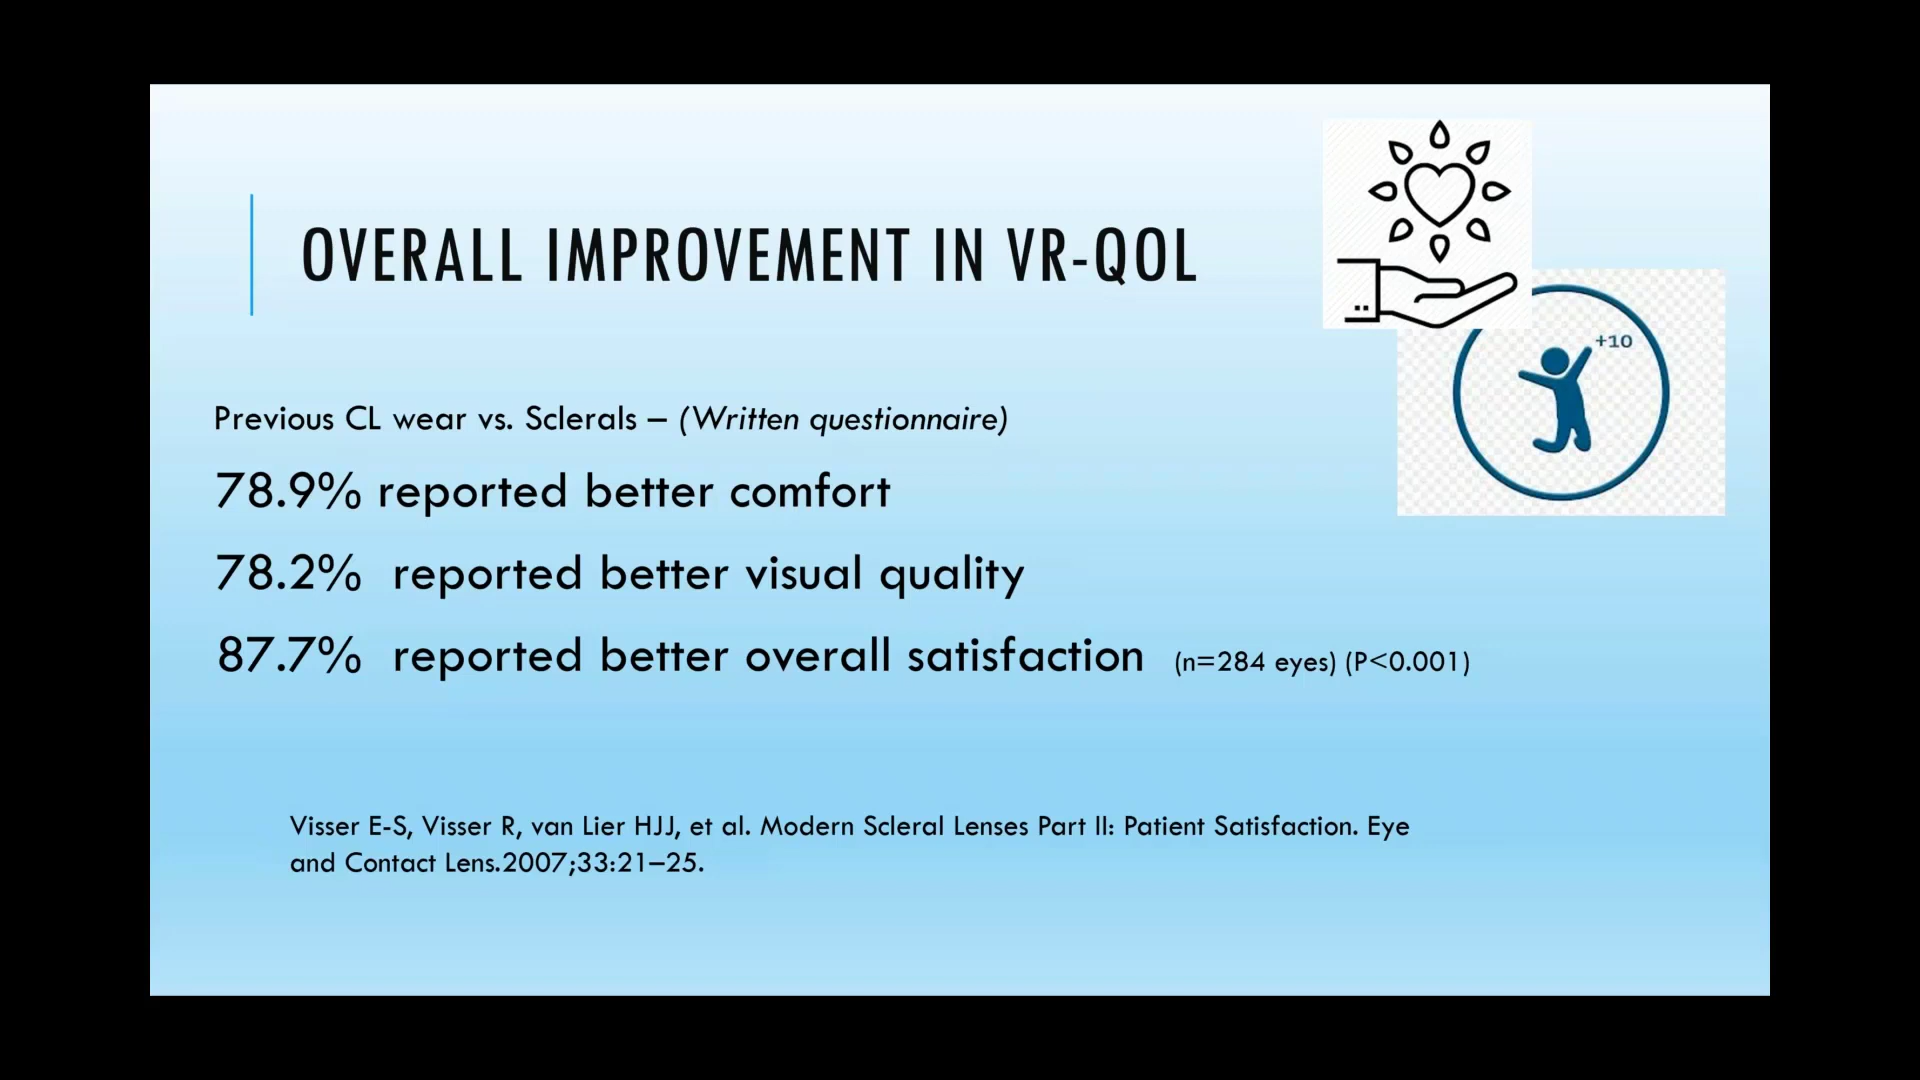 OVERALL IMPROVEMENT IN VR-QOL
+10
Previous CL wear vs. Sclerals – (Written questionnaire)
78.9% reported better comfort
78.2% reported better visual quality
87.7% reported better overall satisfaction (n=284 eyes) (P<0.001)
Visser E-S, Visser R, van Lier HJJ, et al. Modern Scleral Lenses Part II: Patient Satisfaction. Eye
and Contact Lens.2007;33:21–25.